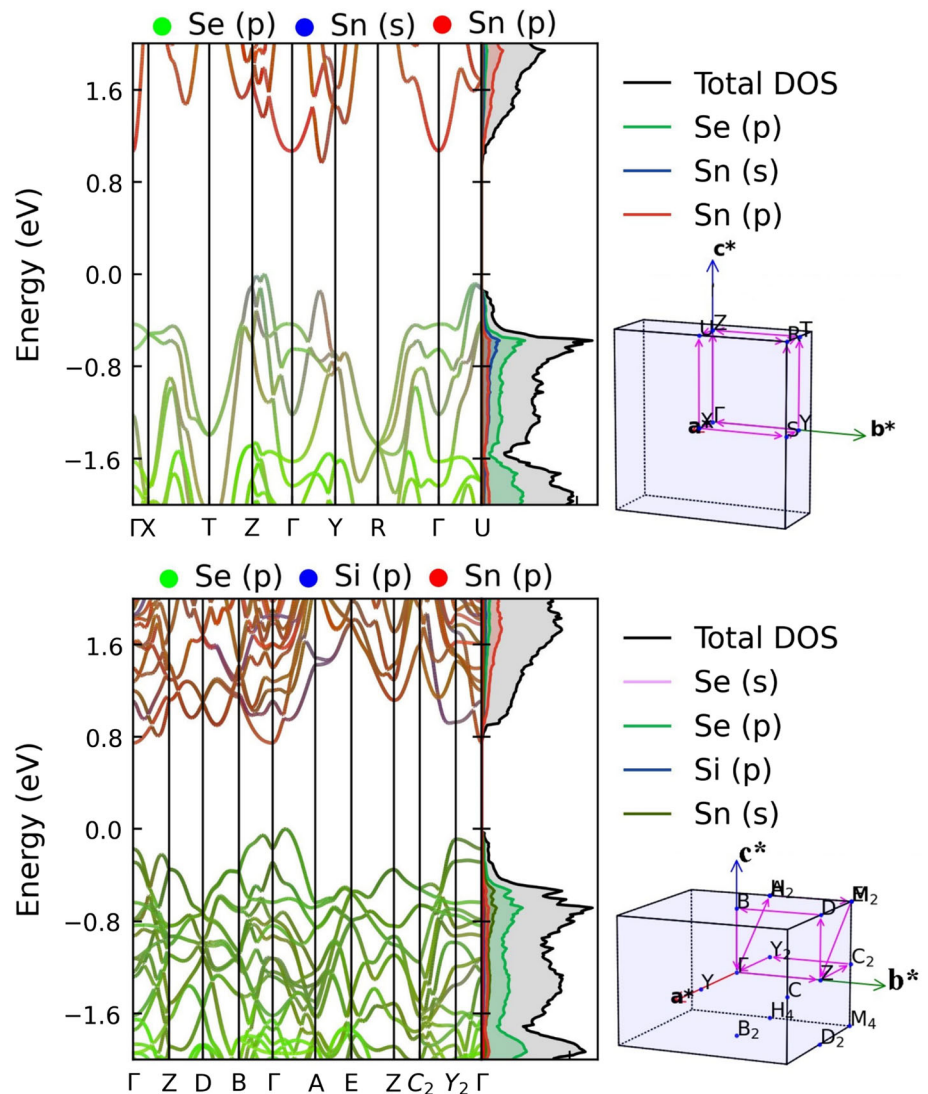 Se (p) Sn (s) Sn (p)
Energy (eV)
1.6
0.8
0.0
−0.8
−1.6
Γ X T Z Γ Y R Γ U
Total DOS
Se (p)
Sn (s)
Sn (p)
c*
U Z R T
a* X Γ S Y b*
Se (p) Si (p) Sn (p)
Energy (eV)
1.6
0.8
0.0
−0.8
−1.6
Γ Z D B Γ A E Z C2 Y2 Γ
Total DOS
Se (s)
Se (p)
Si (p)
Sn (s)
c*
B D M2
Γ Y2 C2
a* Y C Z b*
B2 H4 D2 M4